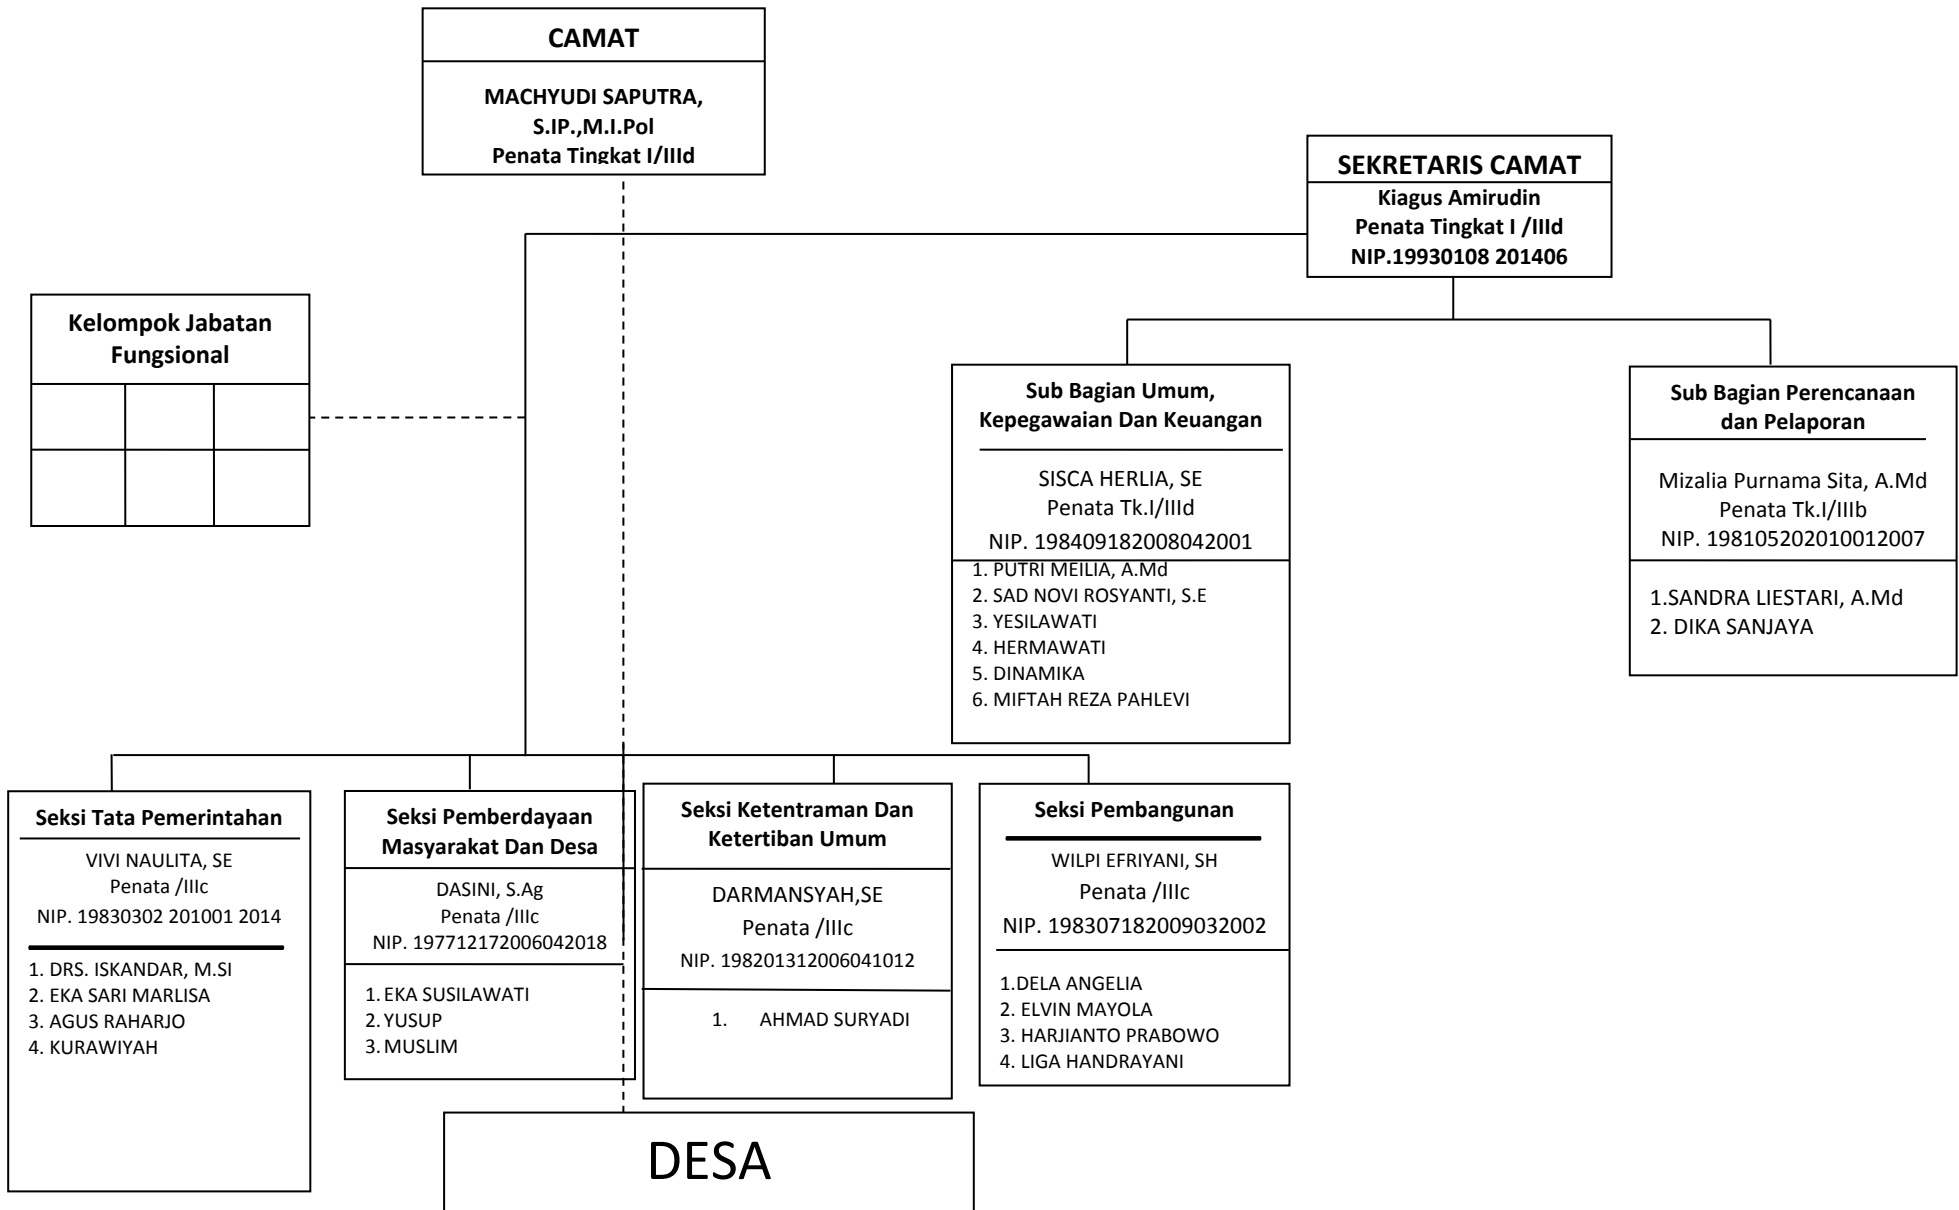 CAMAT
MACHYUDI SAPUTRA,
S.IP.,M.I.Pol
Penata Tingkat I/IIId
SEKRETARIS CAMAT
Kiagus Amirudin
Penata Tingkat I /IIId
NIP.19930108 201406
Kelompok Jabatan
Fungsional
Sub Bagian Umum,
Kepegawaian Dan Keuangan
SISCA HERLIA, SE
Penata Tk.I/IIId
NIP. 198409182008042001
1. PUTRI MEILIA, A.Md
2. SAD NOVI ROSYANTI, S.E
3. YESILAWATI
4. HERMAWATI
5. DINAMIKA
6. MIFTAH REZA PAHLEVI
Sub Bagian Perencanaan
dan Pelaporan
Mizalia Purnama Sita, A.Md
Penata Tk.I/IIIb
NIP. 198105202010012007
1.SANDRA LIESTARI, A.Md
2. DIKA SANJAYA
Seksi Tata Pemerintahan
VIVI NAULITA, SE
Penata /IIIc
NIP. 19830302 201001 2014
1. DRS. ISKANDAR, M.SI
2. EKA SARI MARLISA
3. AGUS RAHARJO
4. KURAWIYAH
Seksi Pemberdayaan
Masyarakat Dan Desa
DASINI, S.Ag
Penata /IIIc
NIP. 197712172006042018
1. EKA SUSILAWATI
2. YUSUP
3. MUSLIM
Seksi Ketentraman Dan
Ketertiban Umum
DARMANSYAH,SE
Penata /IIIc
NIP. 198201312006041012
1. AHMAD SURYADI
Seksi Pembangunan
WILPI EFRIYANI, SH
Penata /IIIc
NIP. 198307182009032002
1.DELA ANGELIA
2. ELVIN MAYOLA
3. HARJIANTO PRABOWO
4. LIGA HANDRAYANI
DESA